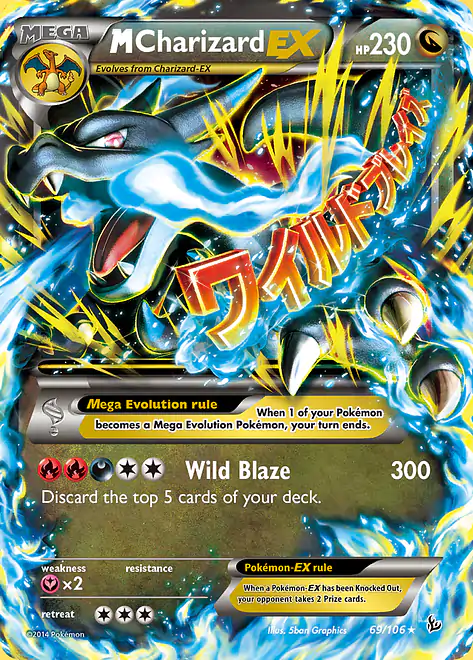 MEGA
MCharizard EX
HP230
Evolves from Charizard-EX
ワイルドブレイズ
Mega Evolution rule
When 1 of your Pokémon
becomes a Mega Evolution Pokémon, your turn ends.
Wild Blaze 300
Discard the top 5 cards of your deck.
weakness resistance
×2
Pokémon-EX rule
When a Pokémon-EX has been Knocked Out,
your opponent takes 2 Prize cards.
retreat
©2014 Pokémon
Illus. 5ban Graphics
69/106